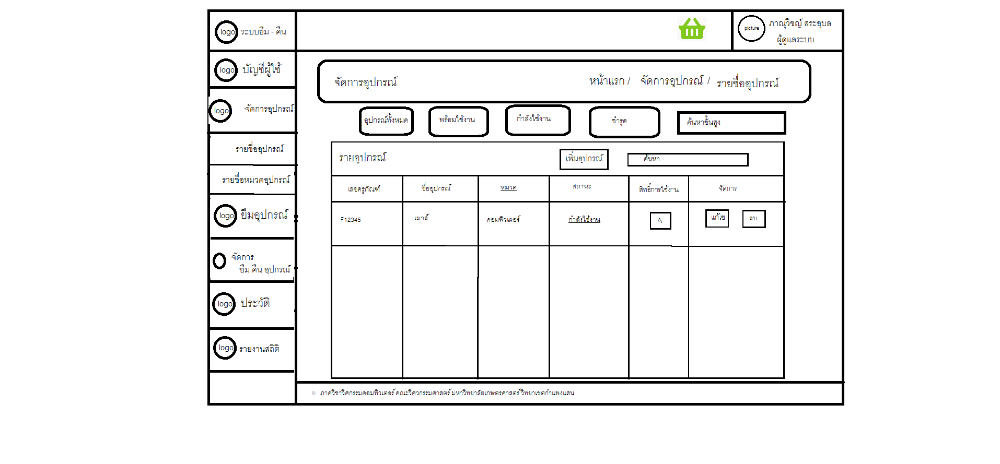 logo ระบบยืม - คืน
picture ภาณุวิชญ์ สระอุบล
ผู้ดูแลระบบ
logo บัญชีผู้ใช้
logo จัดการอุปกรณ์
รายชื่ออุปกรณ์
รายชื่อหมวดอุปกรณ์
logo ยืมอุปกรณ์
จัดการ
ยืม คืน อุปกรณ์
logo ประวัติ
logo รายงานสถิติ
จัดการอุปกรณ์
หน้าแรก / จัดการอุปกรณ์ / รายชื่ออุปกรณ์
อุปกรณ์ทั้งหมด พร้อมใช้งาน กำลังใช้งาน ชำรุด ค้นหาขั้นสูง
รายอุปกรณ์ เพิ่มอุปกรณ์ ค้นหา
เลขครุภัณฑ์ ชื่ออุปกรณ์ หมวด สถานะ สิทธิ์การใช้งาน จัดการ
F12345 เมาส์ คอมพิวเตอร์ กำลังใช้งาน A แก้ไข ลบ
© ภาควิชาวิศกรรมคอมพิวเตอร์ คณะวิศวกรรมศาสตร์ มหาวิทยาลัยเกษตรศาสตร์ วิทยาเขตกำแพงแสน